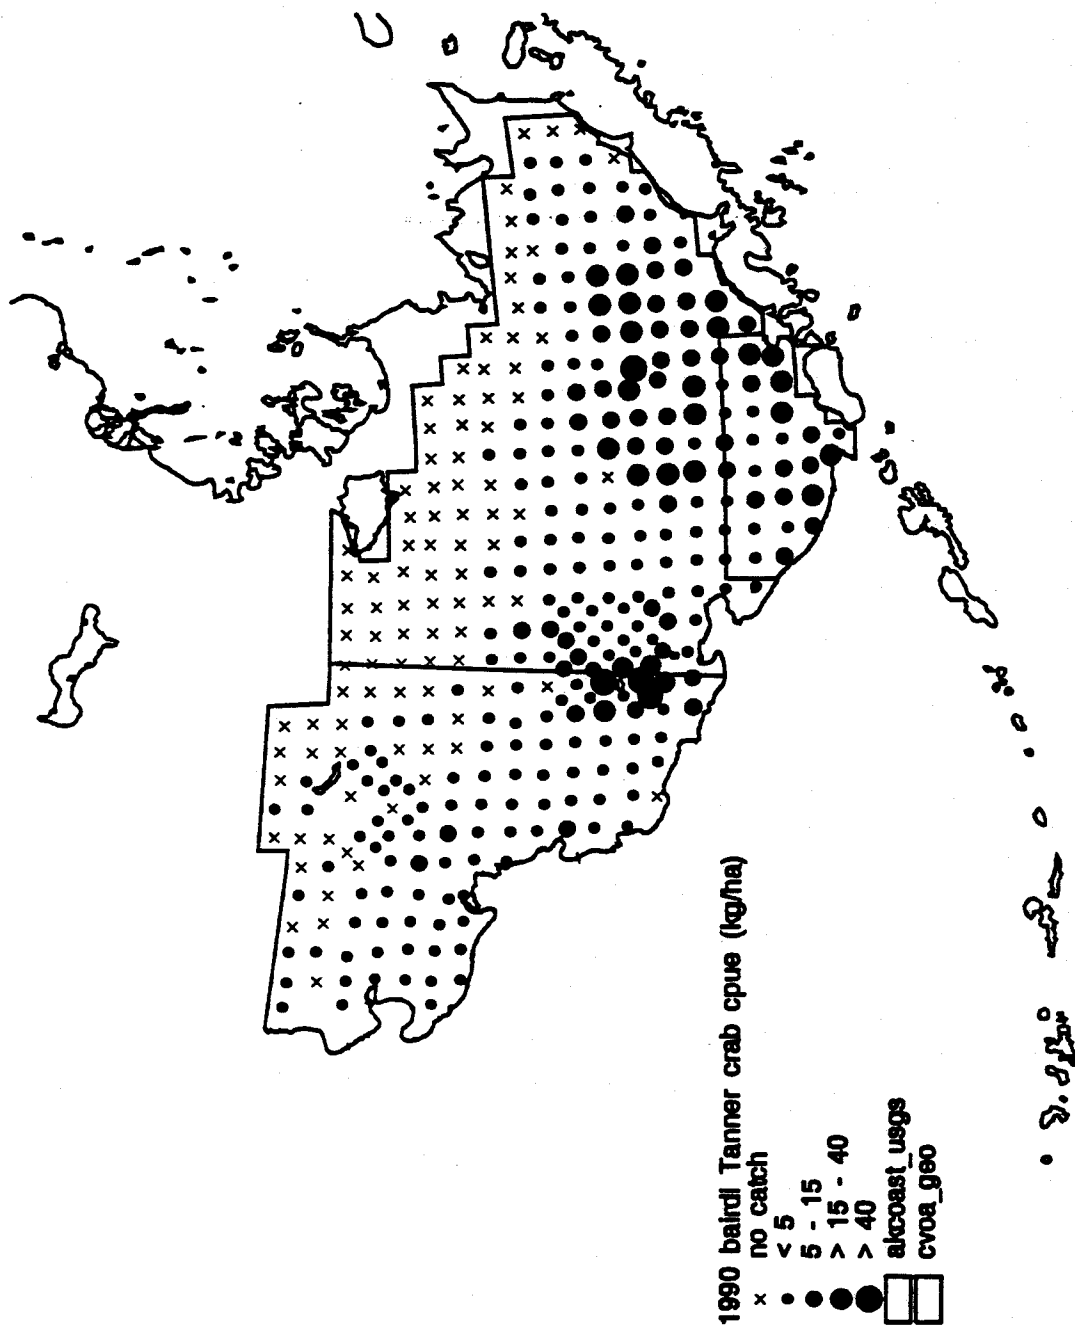 1990 bairdi Tanner crab cpue (kg/ha)
× no catch
< 5
5 - 15
> 15 - 40
> 40
akcoast_usgs
cvoa_geo